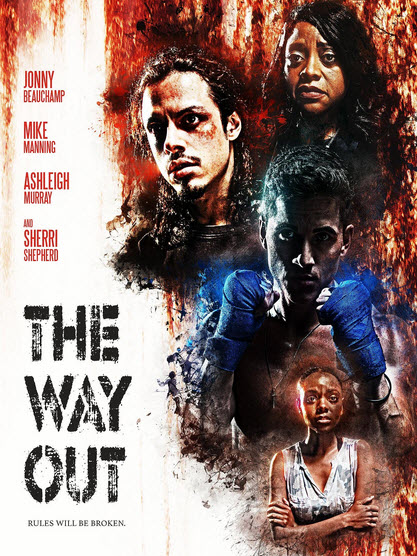 JONNY
BEAUCHAMP
MIKE
MANNING
ASHLEIGH
MURRAY
AND
SHERRI
SHEPHERD
THE
WAY
OUT
RULES WILL BE BROKEN.